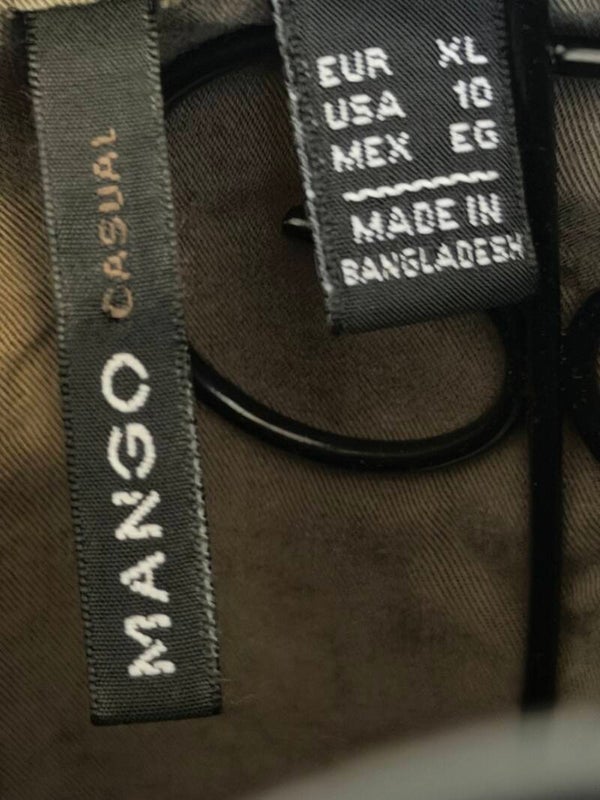 MANGO CASUAL
EUR XL
USA 10
MEX EG
MADE IN
BANGLADESH